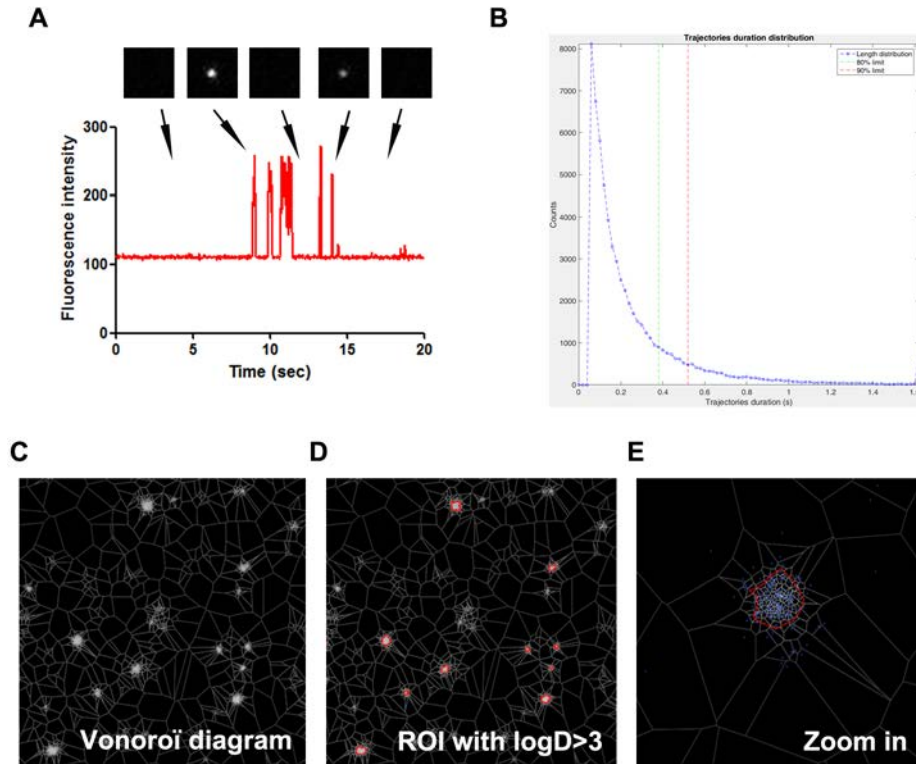 A
B
Fluorescence intensity
300
200
100
0
0 5 10 15 20
Time (sec)
Trajectories duration distribution
Length distribution
80% limit
90% limit
Counts
8000
7000
6000
5000
4000
3000
2000
1000
0
0 0.2 0.4 0.6 0.8 1 1.2 1.4
Trajectories duration (s)
C
D
E
Vonoroï diagram
ROI with logD>3
Zoom in